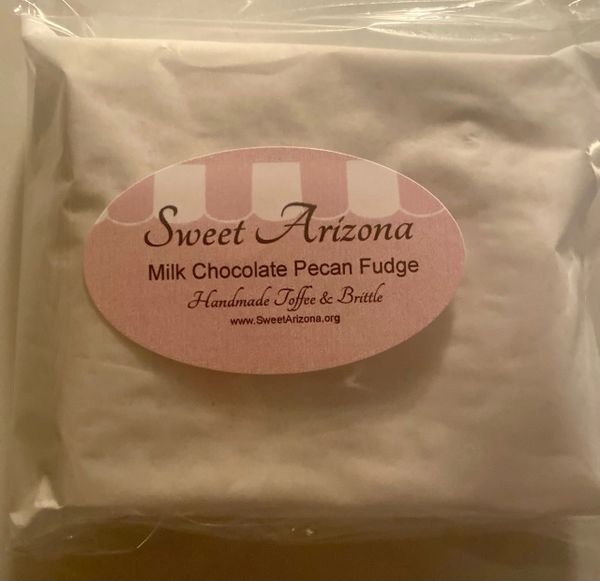 Sweet Arizona
Milk Chocolate Pecan Fudge
Handmade Toffee & Brittle
www.SweetArizona.org